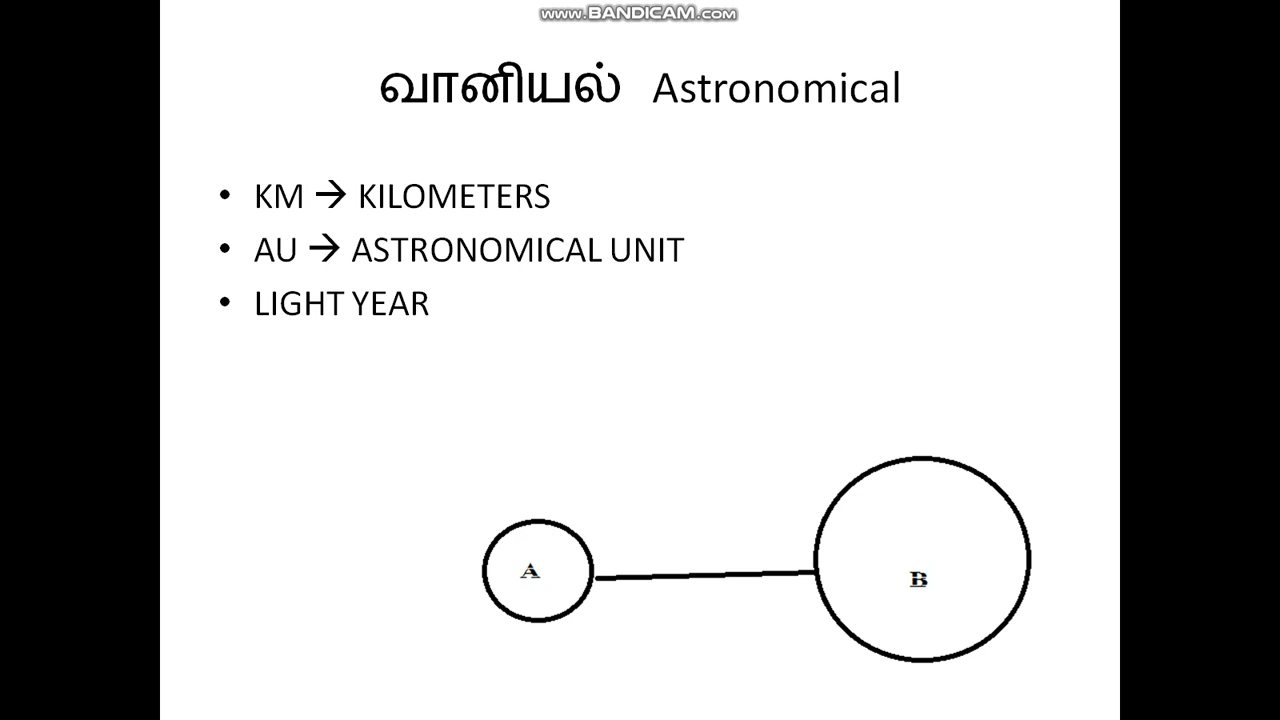 www.BANDICAM.com
வானியல் Astronomical
• KM → KILOMETERS
• AU → ASTRONOMICAL UNIT
• LIGHT YEAR
A
B